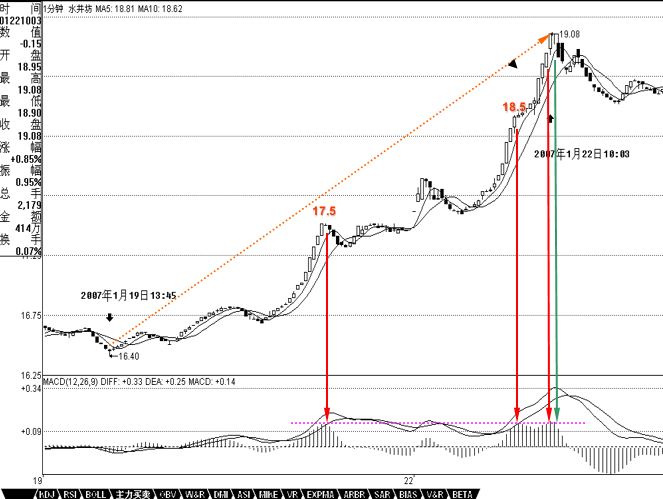 时 间
01221003
数 值
-0.15
开 盘
18.95
最 高
19.08
最 低
18.90
收 盘
19.08
涨 幅
+0.85%
振 幅
0.95%
总 手
2,179
金 额
414万
换 手
0.07%
1分钟 水井坊 MA5: 18.81 MA10: 18.62
19.08
18.5
2007年1月22日10:03
17.5
2007年1月19日13:45
16.75
16.40
16.25
MACD(12,26,9) DIFF: +0.33 DEA: +0.25 MACD: +0.14
+0.34
+0.09
19 22
KDJ RSI BOLL 主力买卖 OBV W&R DMI ASI MIKE VR EXPMA ARBR SAR BIAS V&R BETA